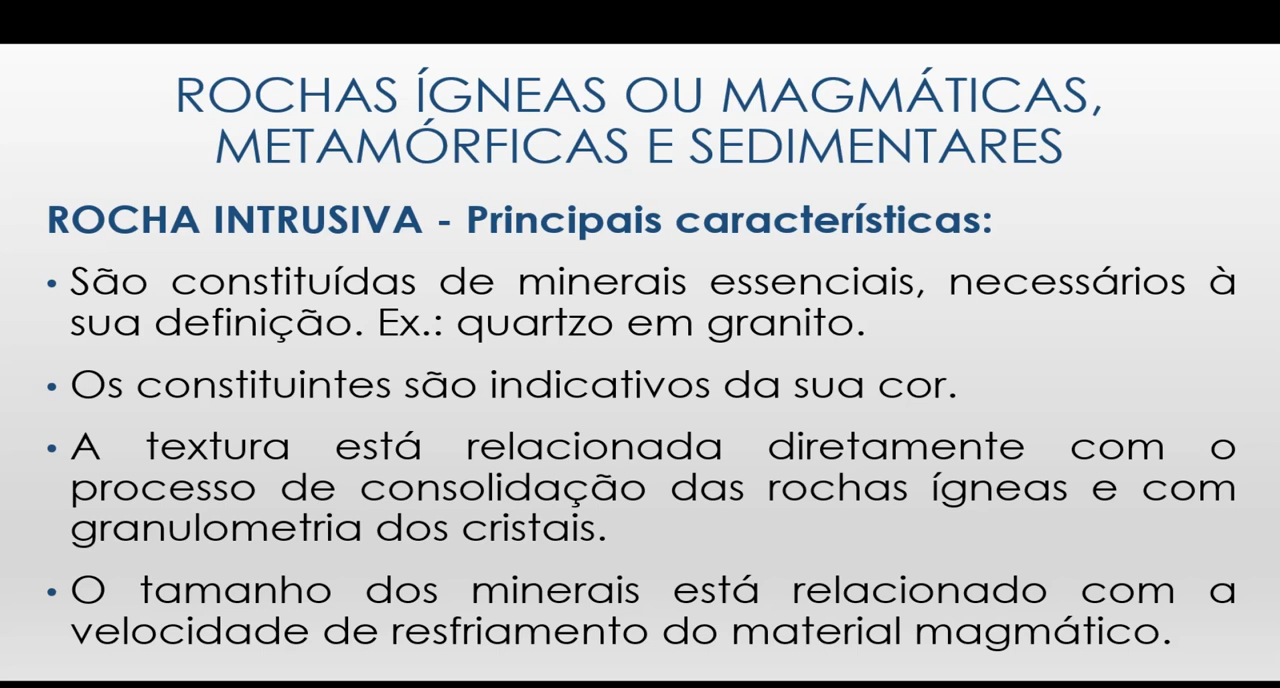 ROCHAS ÍGNEAS OU MAGMÁTICAS,
METAMÓRFICAS E SEDIMENTARES
ROCHA INTRUSIVA - Principais características:
• São constituídas de minerais essenciais, necessários à
sua definição. Ex.: quartzo em granito.
• Os constituintes são indicativos da sua cor.
• A textura está relacionada diretamente com o
processo de consolidação das rochas ígneas e com
granulometria dos cristais.
• O tamanho dos minerais está relacionado com a
velocidade de resfriamento do material magmático.